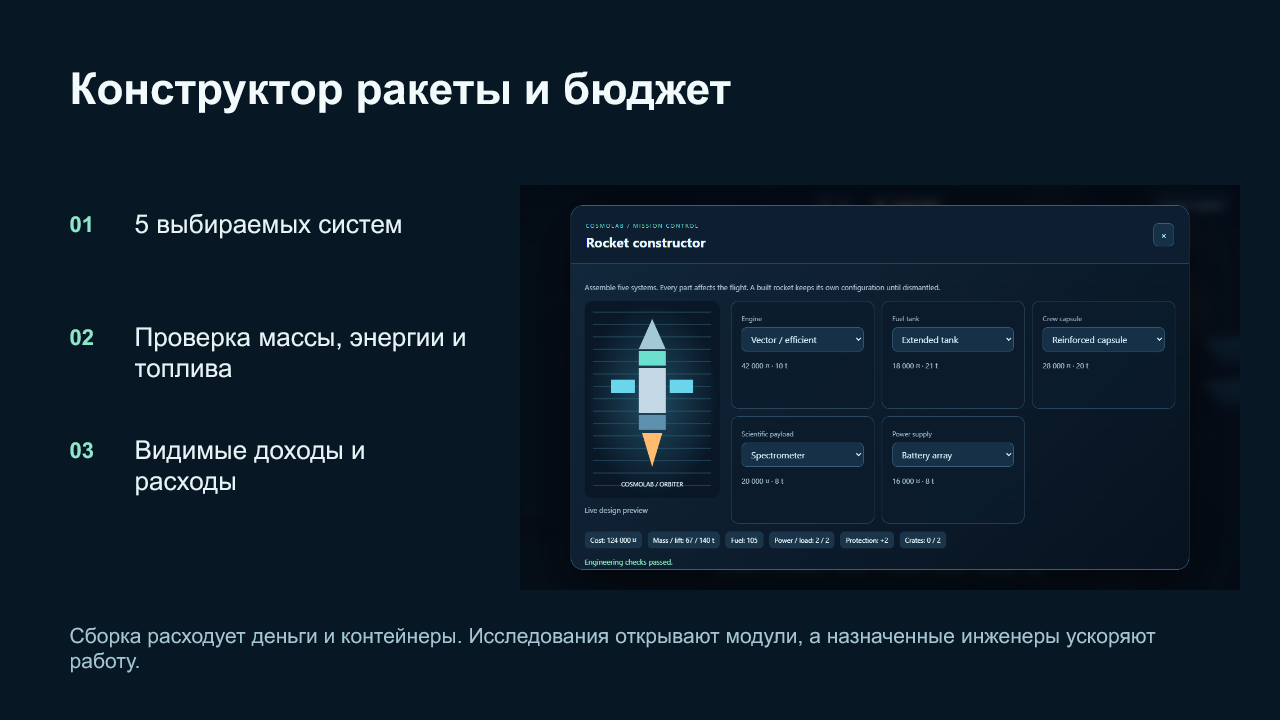 Конструктор ракеты и бюджет
01 5 выбираемых систем
02 Проверка массы, энергии и
топлива
03 Видимые доходы и
расходы
COSMOLAB / MISSION CONTROL
Rocket constructor
×
Assemble five systems. Every part affects the flight. A built rocket keeps its own configuration until dismantled.
Engine
Vector / efficient
42 000 ¤ · 10 t
Fuel tank
Extended tank
18 000 ¤ · 21 t
Crew capsule
Reinforced capsule
28 000 ¤ · 20 t
Scientific payload
Spectrometer
20 000 ¤ · 8 t
Power supply
Battery array
16 000 ¤ · 8 t
COSMOLAB / ORBITER
Live design preview
Cost: 124 000 ¤
Mass / lift: 67 / 140 t
Fuel: 105
Power / load: 2 / 2
Protection: +2
Crates: 0 / 2
Engineering checks passed.
Сборка расходует деньги и контейнеры. Исследования открывают модули, а назначенные инженеры ускоряют
работу.